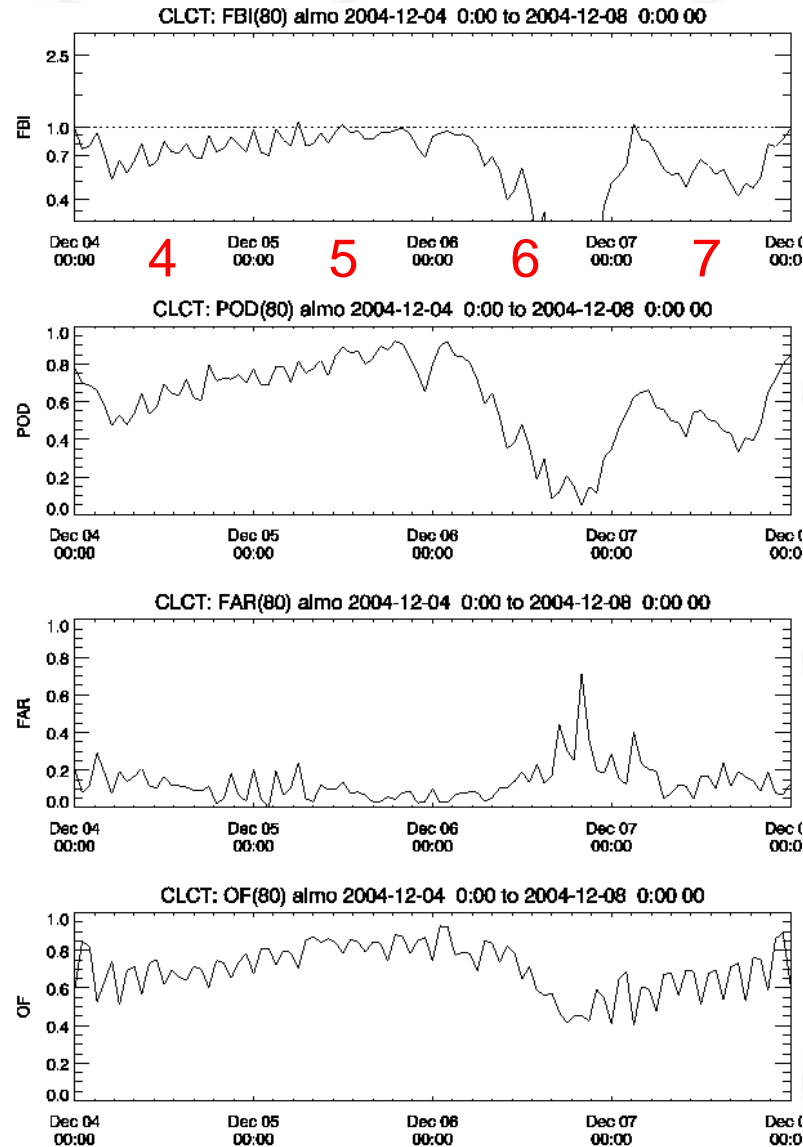 CLCT: FBI(80) almo 2004-12-04 0:00 to 2004-12-08 0:00 00
FBI
2.5
1.0
0.7
0.4
Dec 04 Dec 05 Dec 06 Dec 07 Dec
00:00 00:00 00:00 00:00 00:
4 5 6 7
CLCT: POD(80) almo 2004-12-04 0:00 to 2004-12-08 0:00 00
POD
1.0
0.8
0.6
0.4
0.2
0.0
Dec 04 Dec 05 Dec 06 Dec 07 Dec
00:00 00:00 00:00 00:00 00:
CLCT: FAR(80) almo 2004-12-04 0:00 to 2004-12-08 0:00 00
FAR
1.0
0.8
0.6
0.4
0.2
0.0
Dec 04 Dec 05 Dec 06 Dec 07 Dec
00:00 00:00 00:00 00:00 00:
CLCT: OF(80) almo 2004-12-04 0:00 to 2004-12-08 0:00 00
OF
1.0
0.8
0.6
0.4
0.2
0.0
Dec 04 Dec 05 Dec 06 Dec 07 Dec
00:00 00:00 00:00 00:00 00: